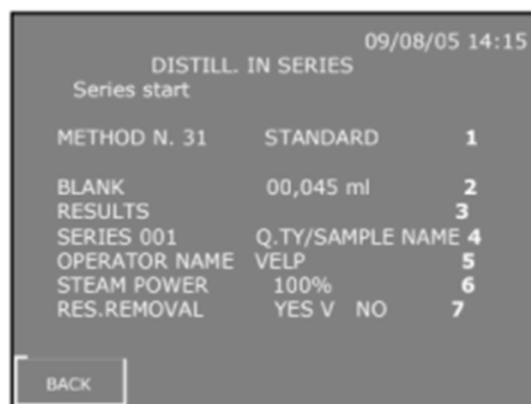 09/08/05 14:15
DISTILL. IN SERIES
Series start
METHOD N. 31 STANDARD 1
BLANK 00,045 ml 2
RESULTS 3
SERIES 001 Q.TY/SAMPLE NAME 4
OPERATOR NAME VELP 5
STEAM POWER 100% 6
RES.REMOVAL YES V NO 7
BACK